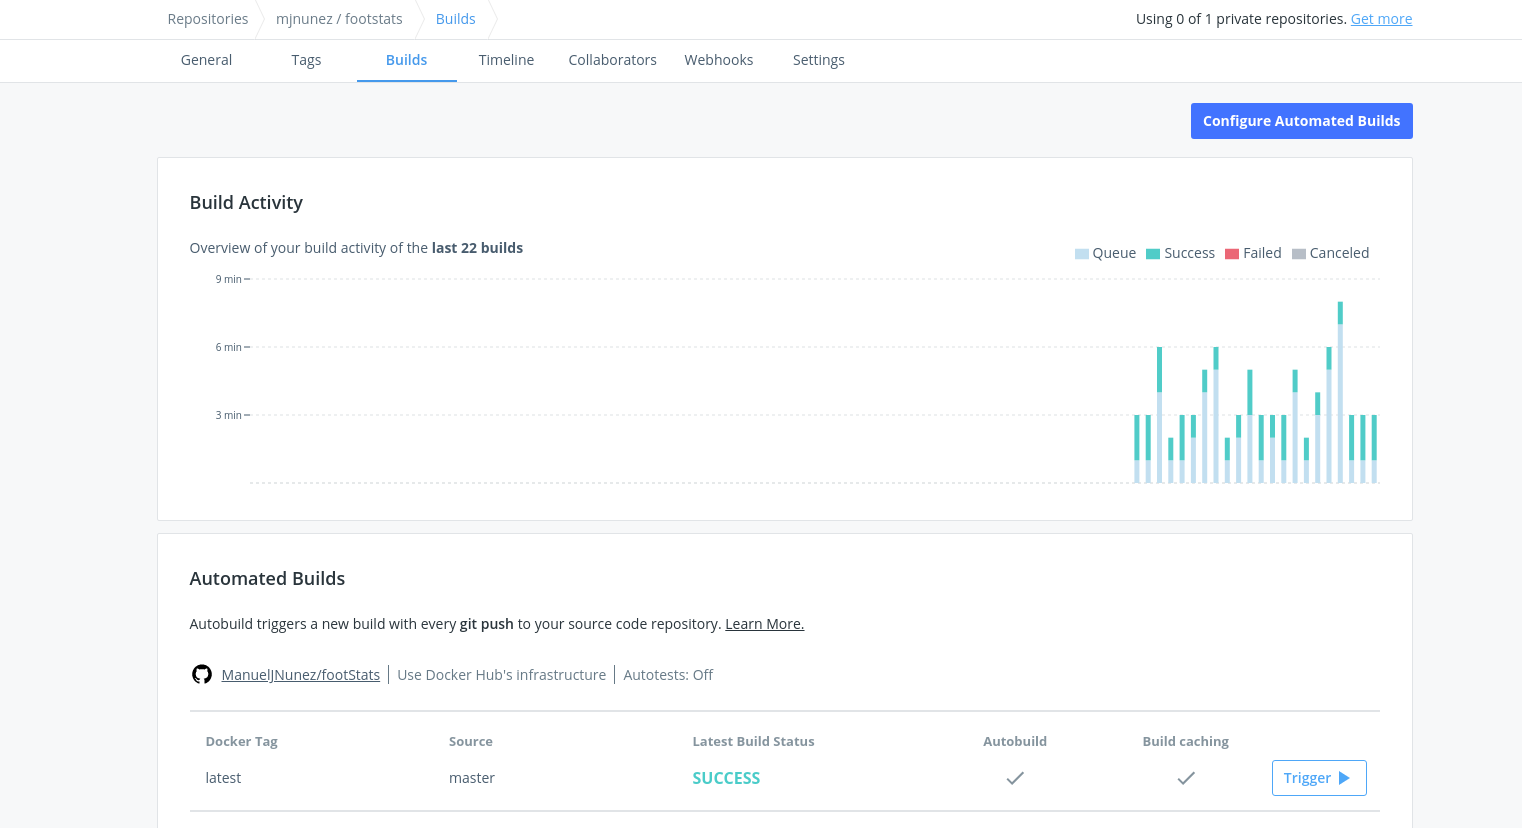 Repositories mjnunez / footstats Builds Using 0 of 1 private repositories. Get more
General Tags Builds Timeline Collaborators Webhooks Settings
Configure Automated Builds
Build Activity
Overview of your build activity of the last 22 builds
Queue Success Failed Canceled
9 min
6 min
3 min
Automated Builds
Autobuild triggers a new build with every git push to your source code repository. Learn More.
ManuelJNunez/footStats Use Docker Hub's infrastructure Autotests: Off
Docker Tag Source Latest Build Status Autobuild Build caching
latest master SUCCESS Trigger